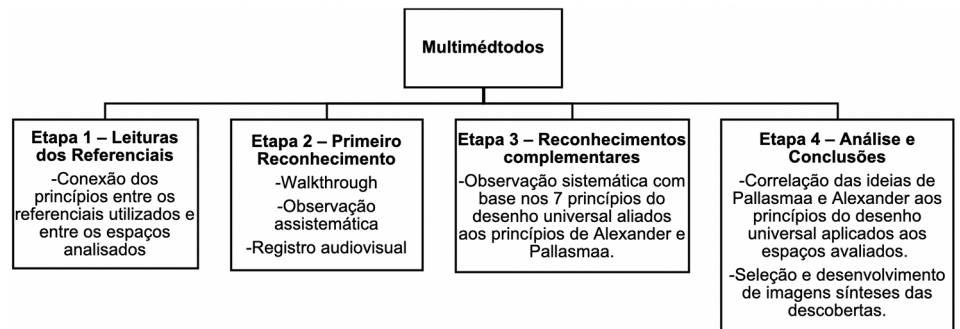 Multimédtodos
Etapa 1 – Leituras
dos Referenciais
-Conexão dos
princípios entre os
referenciais utilizados e
entre os espaços
analisados
Etapa 2 – Primeiro
Reconhecimento
-Walkthrough
-Observação
assistemática
-Registro audiovisual
Etapa 3 – Reconhecimentos
complementares
-Observação sistemática com
base nos 7 princípios do
desenho universal aliados
aos princípios de Alexander e
Pallasmaa.
Etapa 4 – Análise e
Conclusões
-Correlação das ideias de
Pallasmaa e Alexander aos
princípios do desenho
universal aplicados aos
espaços avaliados.
-Seleção e desenvolvimento
de imagens sínteses das
descobertas.